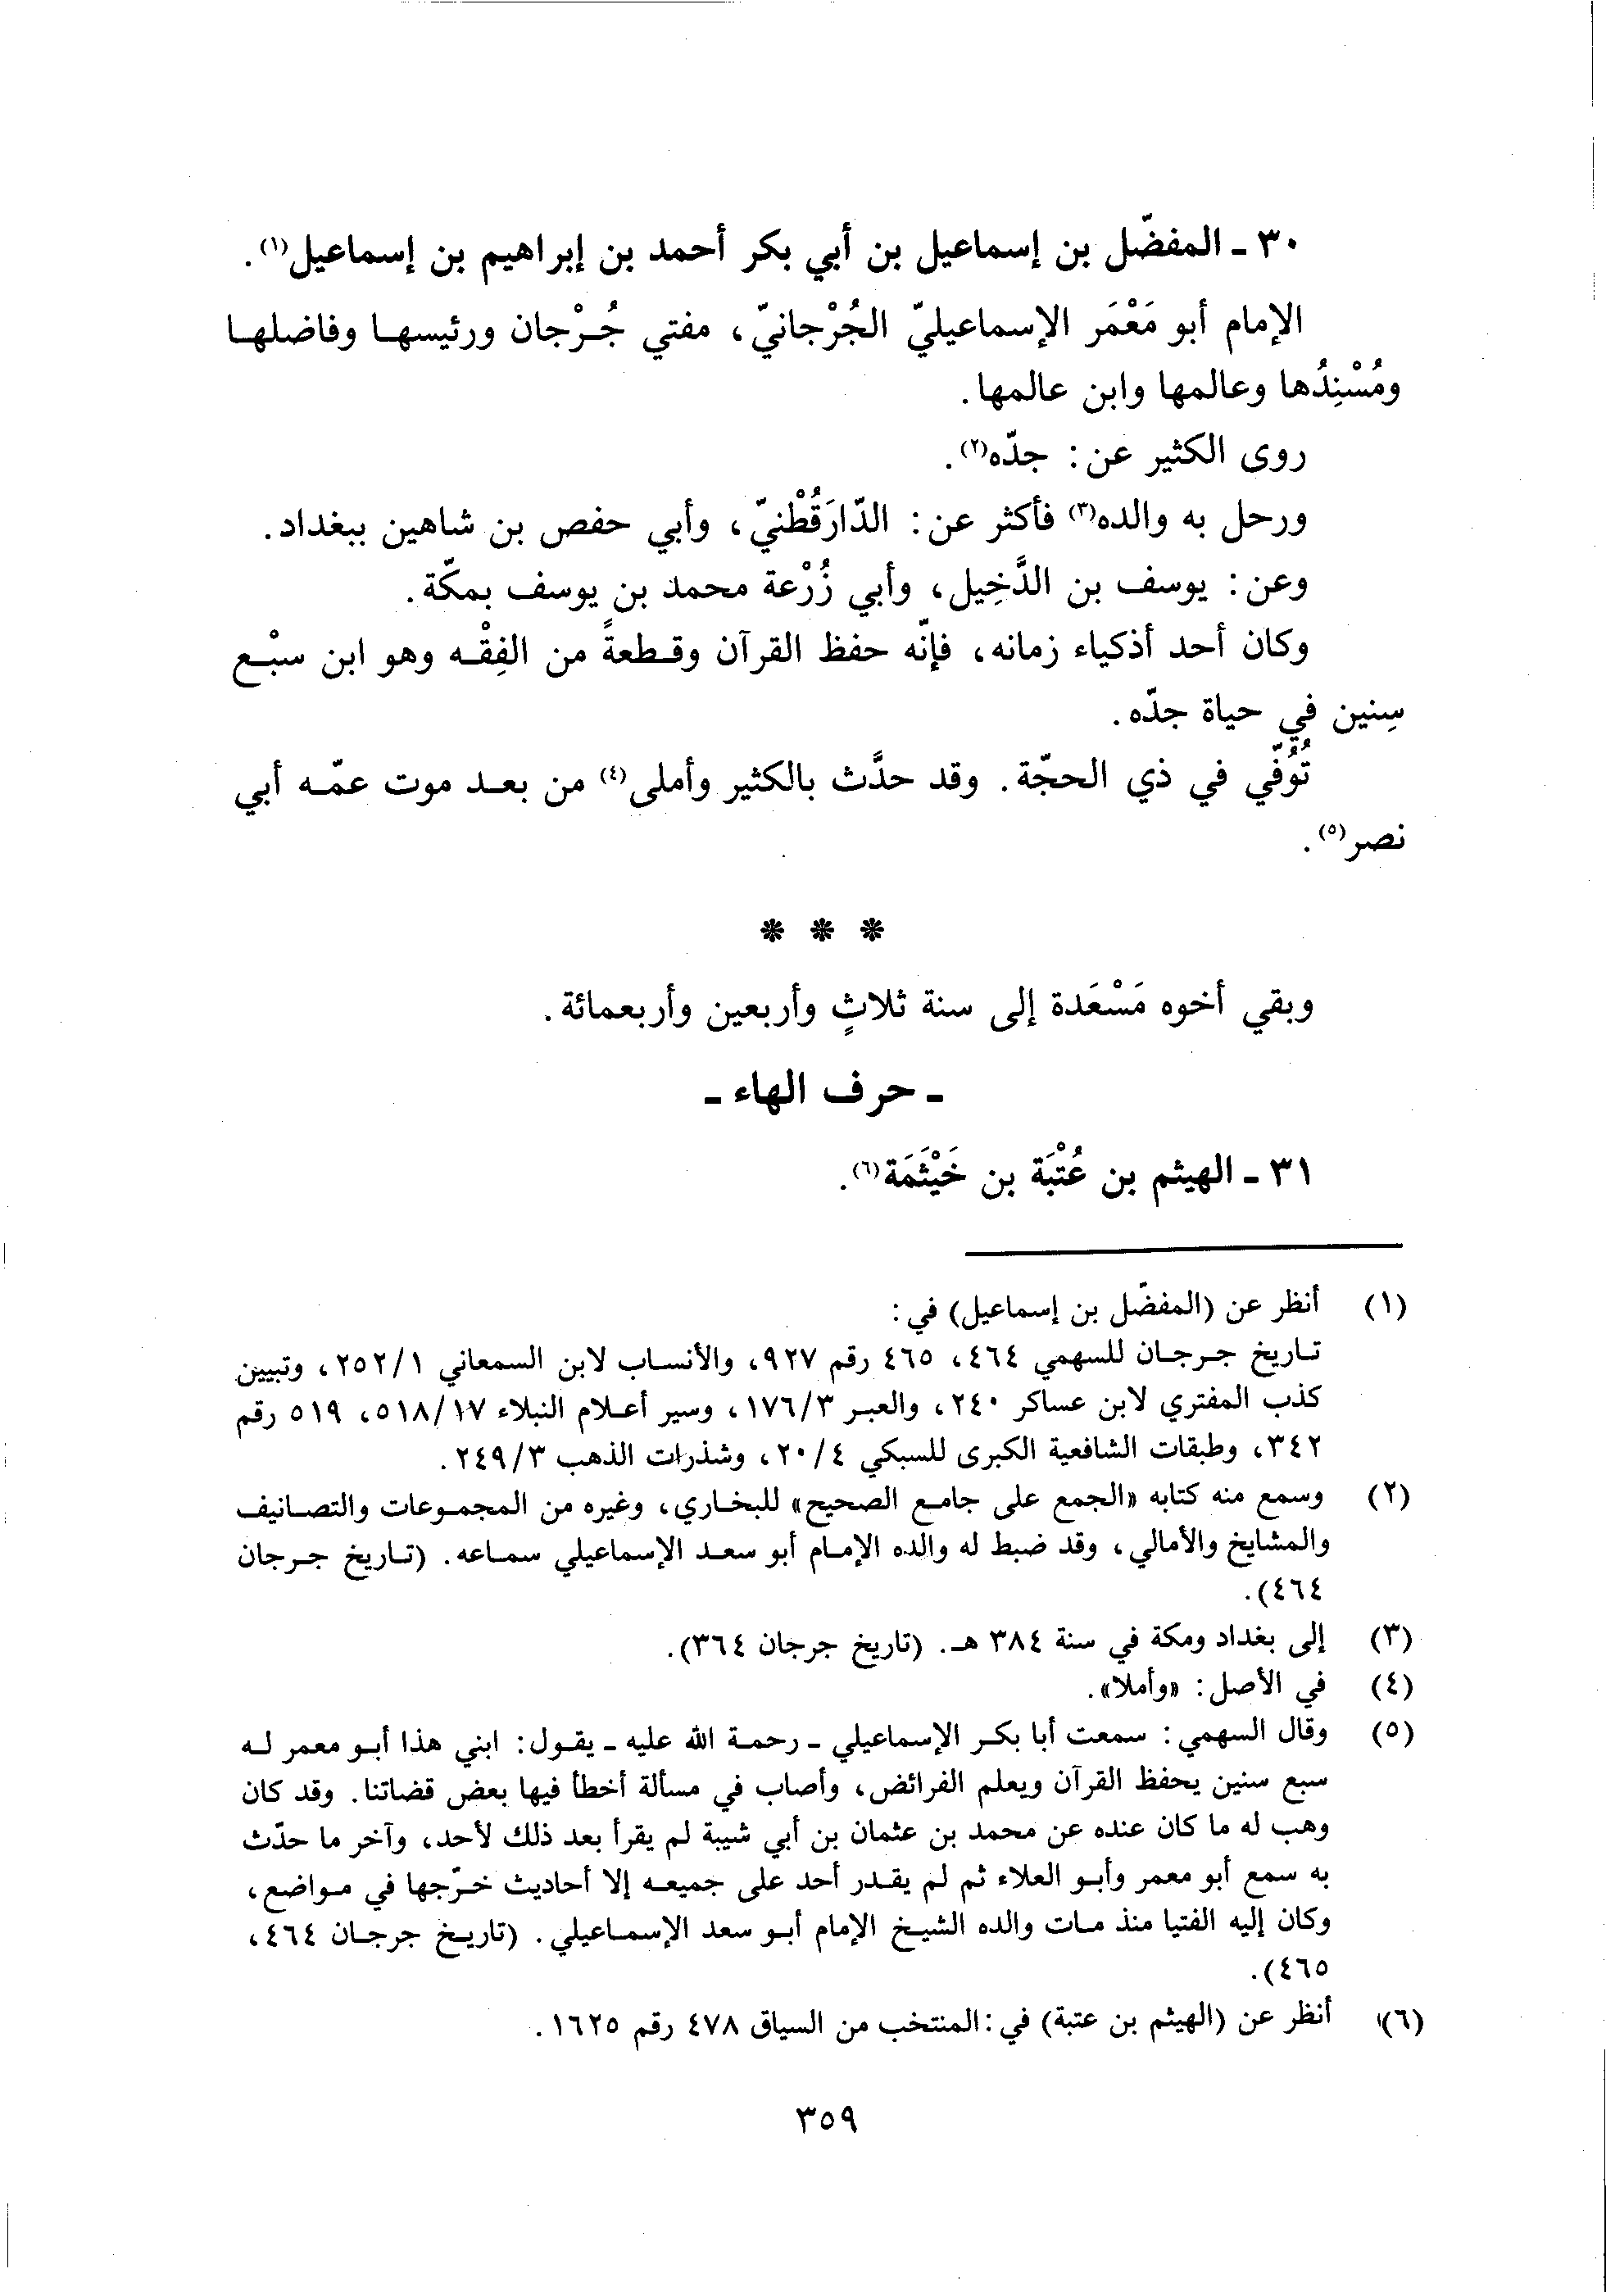 ٣٠ ـ المفضّل بن إسماعيل بن أبي بكر أحمد بن إبراهيم بن إسماعيل(١).
الإمام أبو مَعْمَر الإسماعيليّ الجُرْجانيّ، مفتي جُرْجان ورئيسها وفاضلها
ومُسْنِدُها وعالمها وابن عالمها.
روى الكثير عن: جدّه(٢).
ورحل به والده(٣) فأكثر عن: الدّارَقُطْنيّ، وأبي حفص بن شاهين ببغداد.
وعن: يوسف بن الدَّخِيل، وأبي زُرْعة محمد بن يوسف بمكّة.
وكان أحد أذكياء زمانه، فإنّه حفظ القرآن وقطعةً من الفِقْه وهو ابن سبْع
سِنين في حياة جدّه.
تُوُفّي في ذي الحجّة. وقد حدَّث بالكثير وأملى(٤) من بعد موت عمّه أبي
نصر(٥).
* * *
وبقي أخوه مَسْعَدة إلى سنة ثلاثٍ وأربعين وأربعمائة.
ـ حرف الهاء ـ
٣١ ـ الهيثم بن عُتْبَة بن خَيْثَمَة(٦).
(١) أنظر عن (المفضّل بن إسماعيل) في:
تاريخ جرجان للسهمي ٤٦٤، ٤٦٥ رقم ٩٢٧، والأنساب لابن السمعاني ٢٥٢/١، وتبيين
كذب المفتري لابن عساكر ٢٤٠، والعبر ١٧٦/٣، وسير أعلام النبلاء ٥١٨/١٧، ٥١٩ رقم
٣٤٢، وطبقات الشافعية الكبرى للسبكي ٢٠/٤، وشذرات الذهب ٢٤٩/٣.
(٢) وسمع منه كتابه «الجمع على جامع الصحيح» للبخاري، وغيره من المجموعات والتصانيف
والمشايخ والأمالي، وقد ضبط له والده الإمام أبو سعد الإسماعيلي سماعه. (تاريخ جرجان
٤٦٤).
(٣) إلى بغداد ومكة في سنة ٣٨٤ هـ. (تاريخ جرجان ٣٦٤).
(٤) في الأصل: «وأملا».
(٥) وقال السهمي: سمعت أبا بكر الإسماعيلي ـ رحمة الله عليه ـ يقول: ابني هذا أبو معمر له
سبع سنين يحفظ القرآن ويعلم الفرائض، وأصاب في مسألة أخطأ فيها بعض قضاتنا. وقد كان
وهب له ما كان عنده عن محمد بن عثمان بن أبي شيبة لم يقرأ بعد ذلك لأحد، وآخر ما حدّث
به سمع أبو معمر وأبو العلاء ثم لم يقدر أحد على جميعه إلا أحاديث خرّجها في مواضع،
وكان إليه الفتيا منذ مات والده الشيخ الإمام أبو سعد الإسماعيلي. (تاريخ جرجان ٤٦٤،
٤٦٥).
(٦) أنظر عن (الهيثم بن عتبة) في: المنتخب من السياق ٤٧٨ رقم ١٦٢٥.
٣٥٩